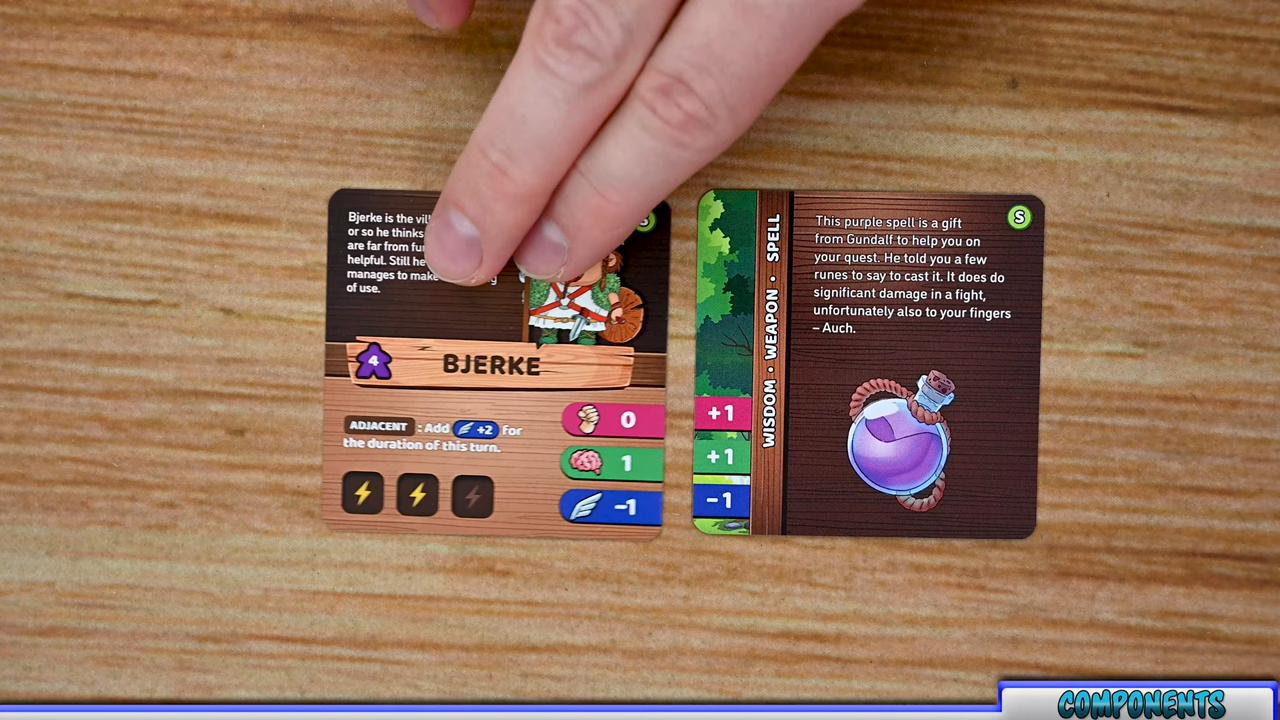 Bjerke is the
or so he thinks
are far from
helpful. Still he
manages to make
of use.
4
BJERKE
ADJACENT : Add +2 for
the duration of this turn.
0
1
-1
S
+1
+1
-1
WISDOM • WEAPON • SPELL
This purple spell is a gift
from Gundalf to help you on
your quest. He told you a few
runes to say to cast it. It does do
significant damage in a fight,
unfortunately also to your fingers
– Auch.
S
COMPONENTS